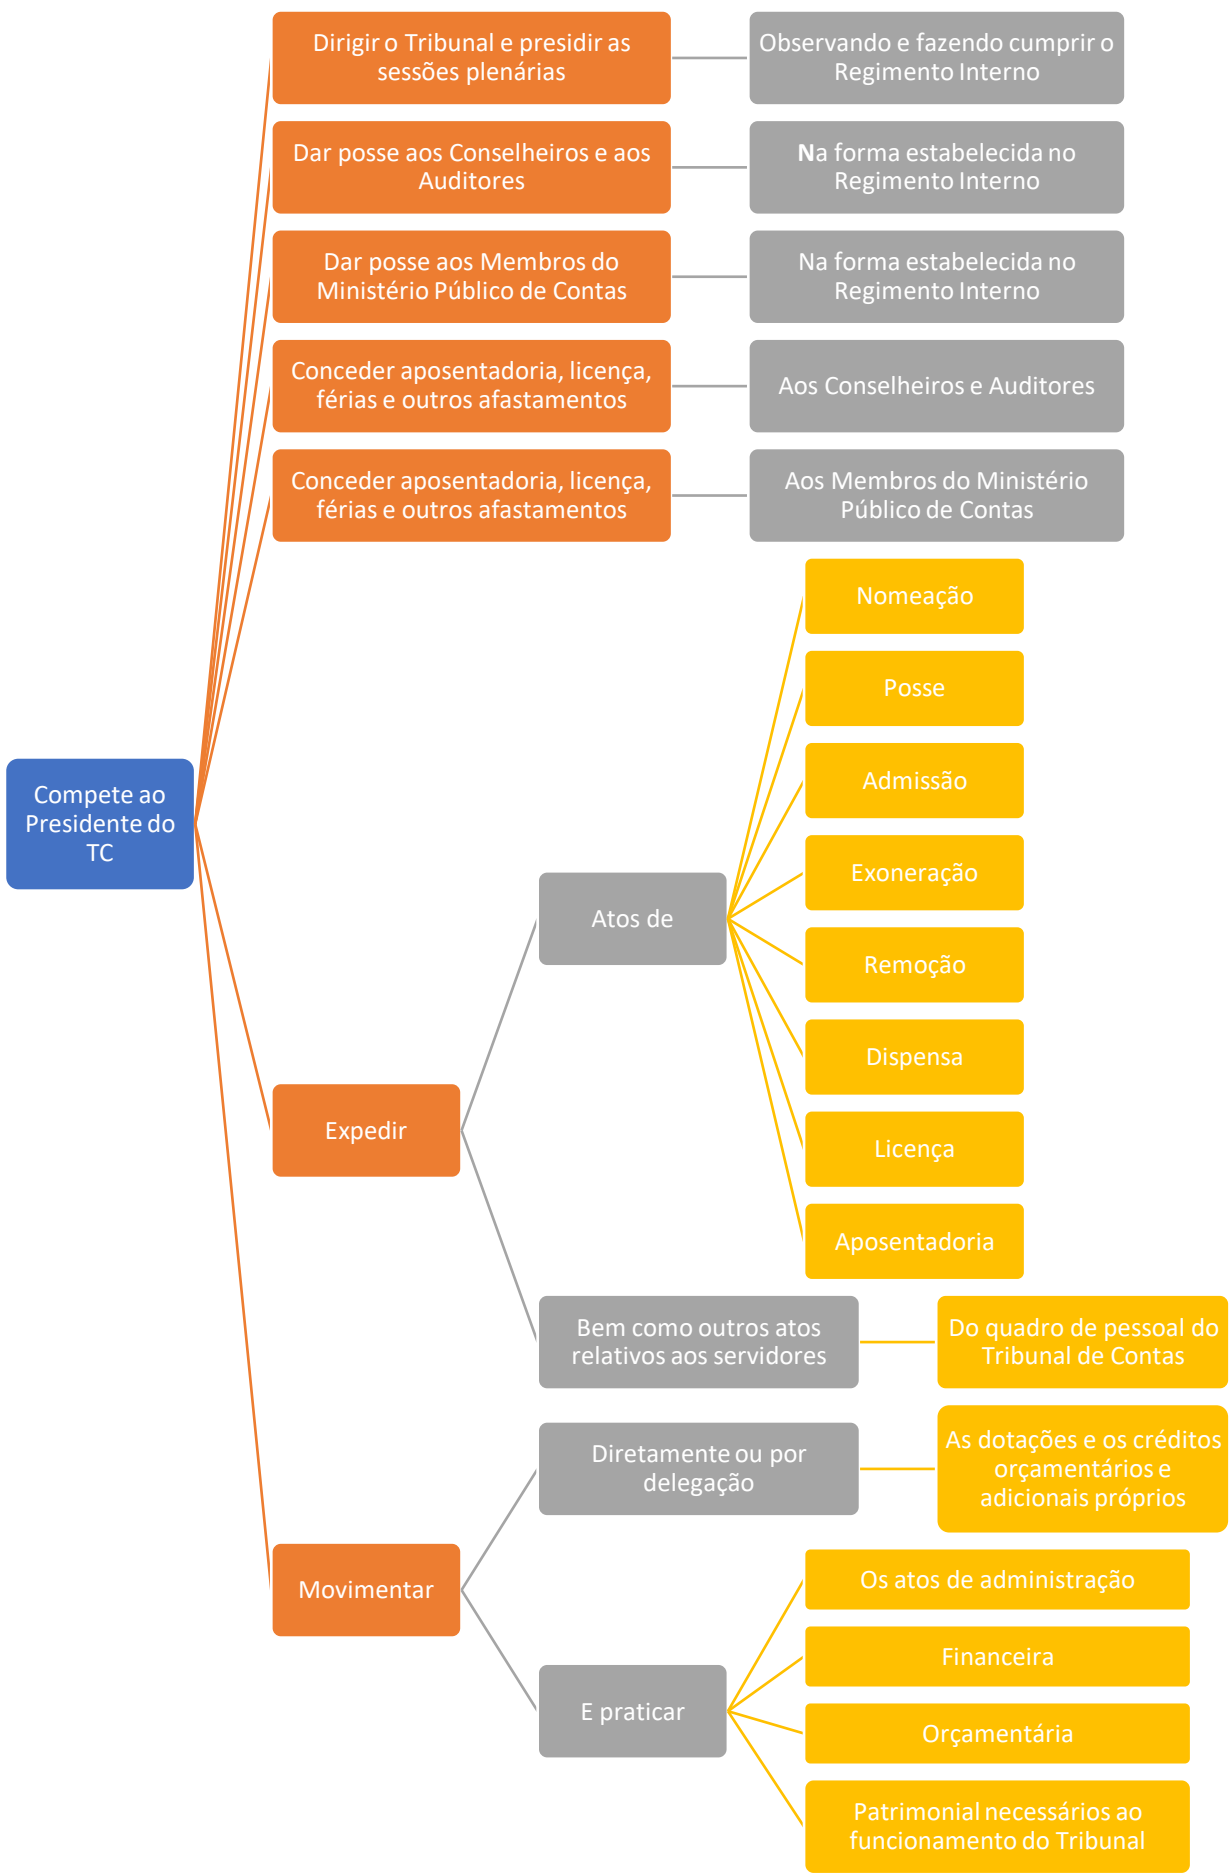 Dirigir o Tribunal e presidir as
sessões plenárias
Observando e fazendo cumprir o
Regimento Interno
Dar posse aos Conselheiros e aos
Auditores
Na forma estabelecida no
Regimento Interno
Dar posse aos Membros do
Ministério Público de Contas
Na forma estabelecida no
Regimento Interno
Conceder aposentadoria, licença,
férias e outros afastamentos
Aos Conselheiros e Auditores
Conceder aposentadoria, licença,
férias e outros afastamentos
Aos Membros do Ministério
Público de Contas
Compete ao
Presidente do
TC
Expedir
Atos de
Nomeação
Posse
Admissão
Exoneração
Remoção
Dispensa
Licença
Aposentadoria
Bem como outros atos
relativos aos servidores
Do quadro de pessoal do
Tribunal de Contas
Movimentar
Diretamente ou por
delegação
As dotações e os créditos
orçamentários e
adicionais próprios
E praticar
Os atos de administração
Financeira
Orçamentária
Patrimonial necessários ao
funcionamento do Tribunal